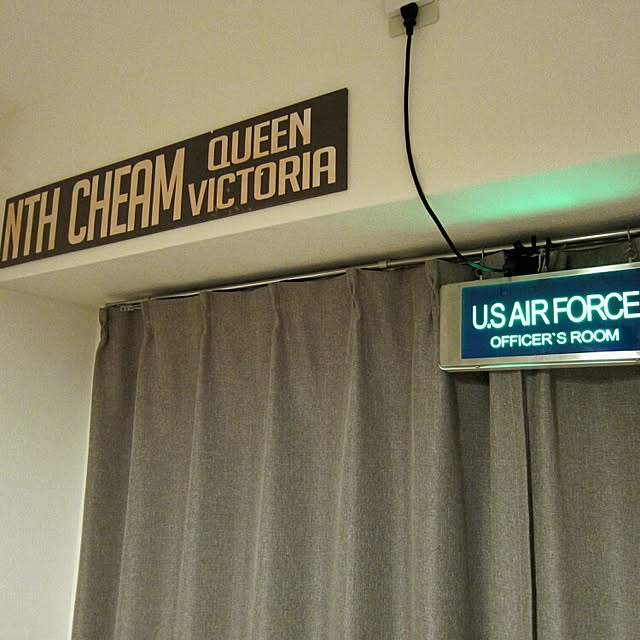 NTH CHEAM QUEEN
VICTORIA
U.S AIR FORCE
OFFICER'S ROOM